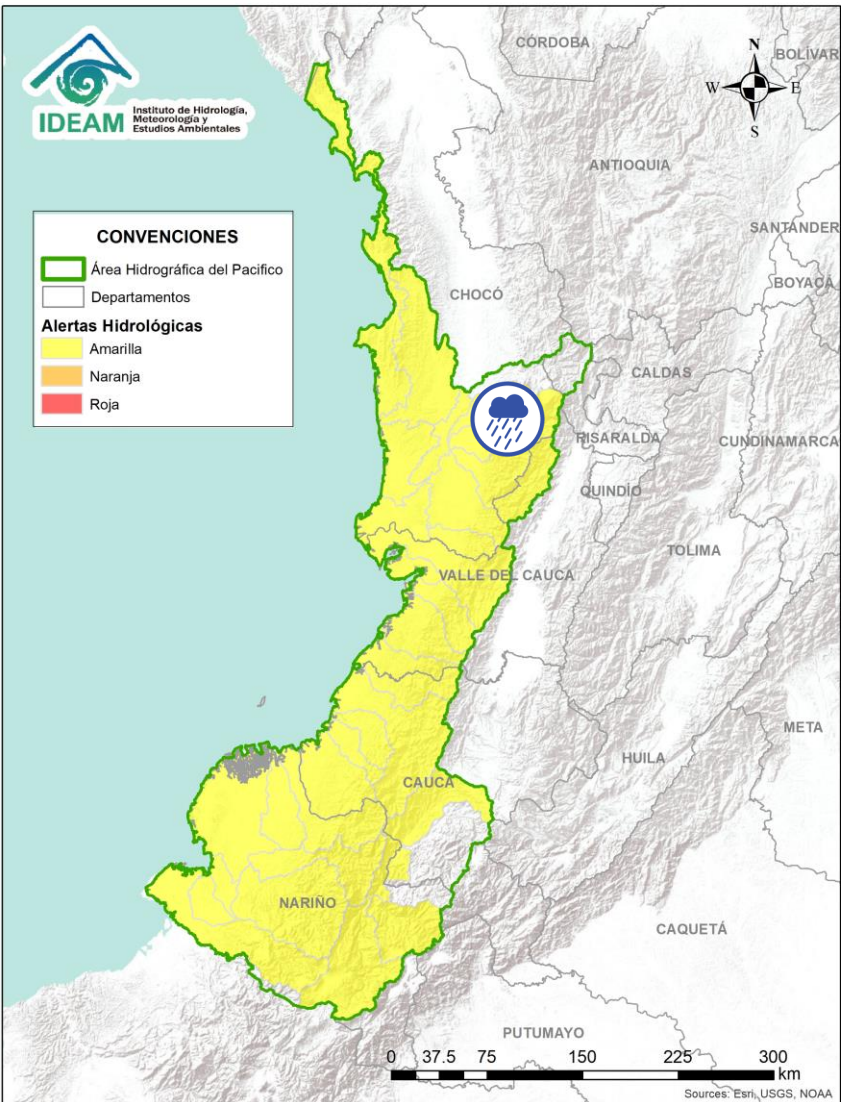 IDEAM
Instituto de Hidrología,
Meteorología y
Estudios Ambientales
N
W
E
S
CÓRDOBA
BOLÍVAR
ANTIOQUIA
SANTANDER
BOYACÁ
CHOCÓ
CONVENCIONES
Área Hidrográfica del Pacifico
Departamentos
Alertas Hidrológicas
Amarilla
Naranja
Roja
CALDAS
RISARALDA
CUNDINAMARCA
QUINDÍO
TOLIMA
VALLE DEL CAUCA
META
HUILA
CAUCA
NARIÑO
CAQUETÁ
PUTUMAYO
0 37.5 75 150 225 300
km
Sources: Esri, USGS, NOAA